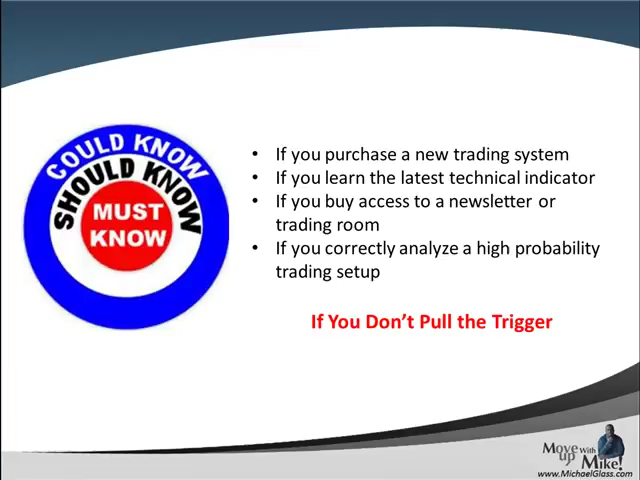 COULD KNOW
SHOULD KNOW
MUST
KNOW
• If you purchase a new trading system
• If you learn the latest technical indicator
• If you buy access to a newsletter or
trading room
• If you correctly analyze a high probability
trading setup
If You Don't Pull the Trigger
Move up With Mike!
www.MichaelGlass.com